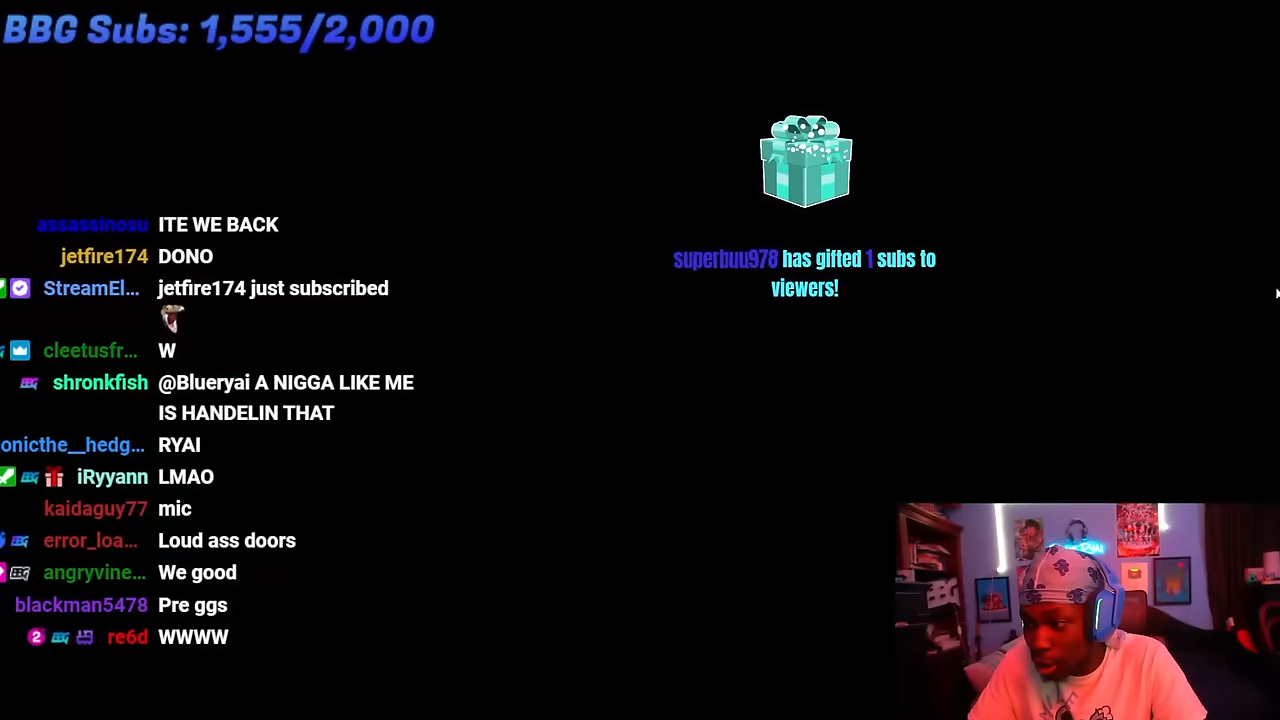 BBG Subs: 1,555/2,000
superbuu978 has gifted 1 subs to
viewers!
assassinosu ITE WE BACK
jetfire174 DONO
StreamEl... jetfire174 just subscribed
cleetusfr... W
shronkfish @Blueryai A NIGGA LIKE ME
IS HANDELIN THAT
onicthe__hedg... RYAI
iRyyann LMAO
kaidaguy77 mic
error_loa... Loud ass doors
angryvine... We good
blackman5478 Pre ggs
2 BBG re6d WWWW